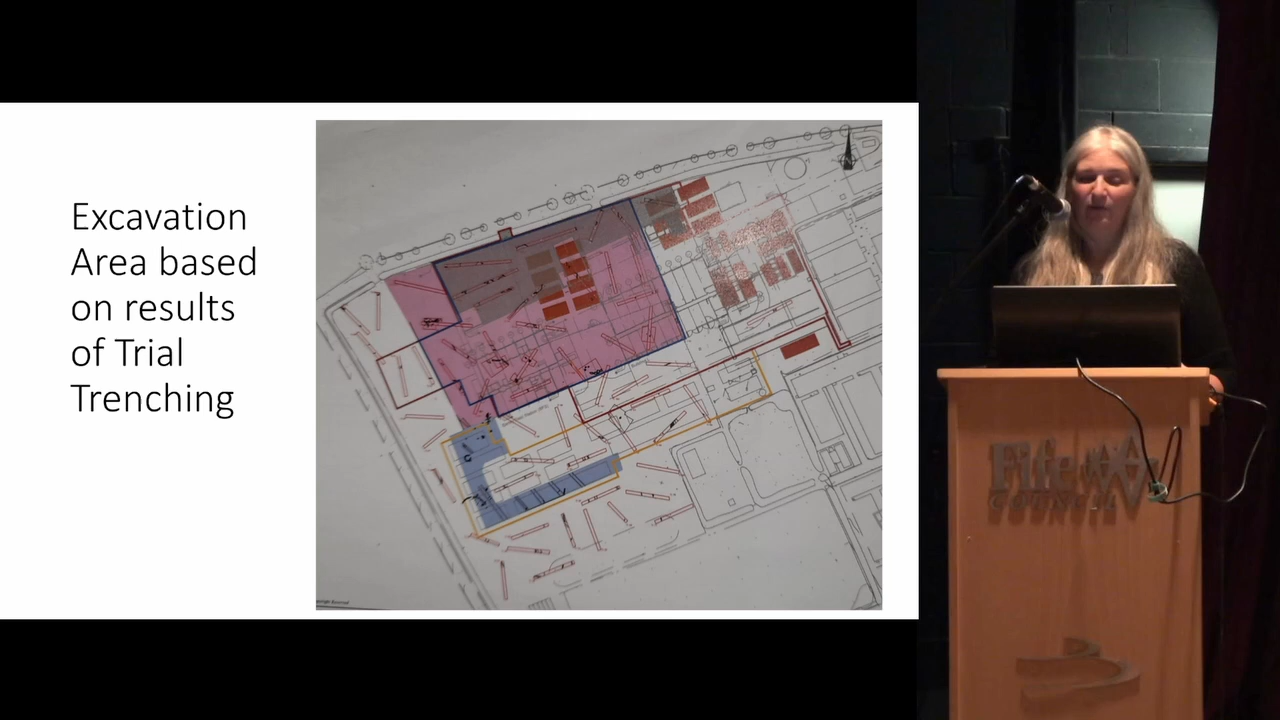 Excavation
Area based
on results
of Trial
Trenching
Fife
COUNCIL